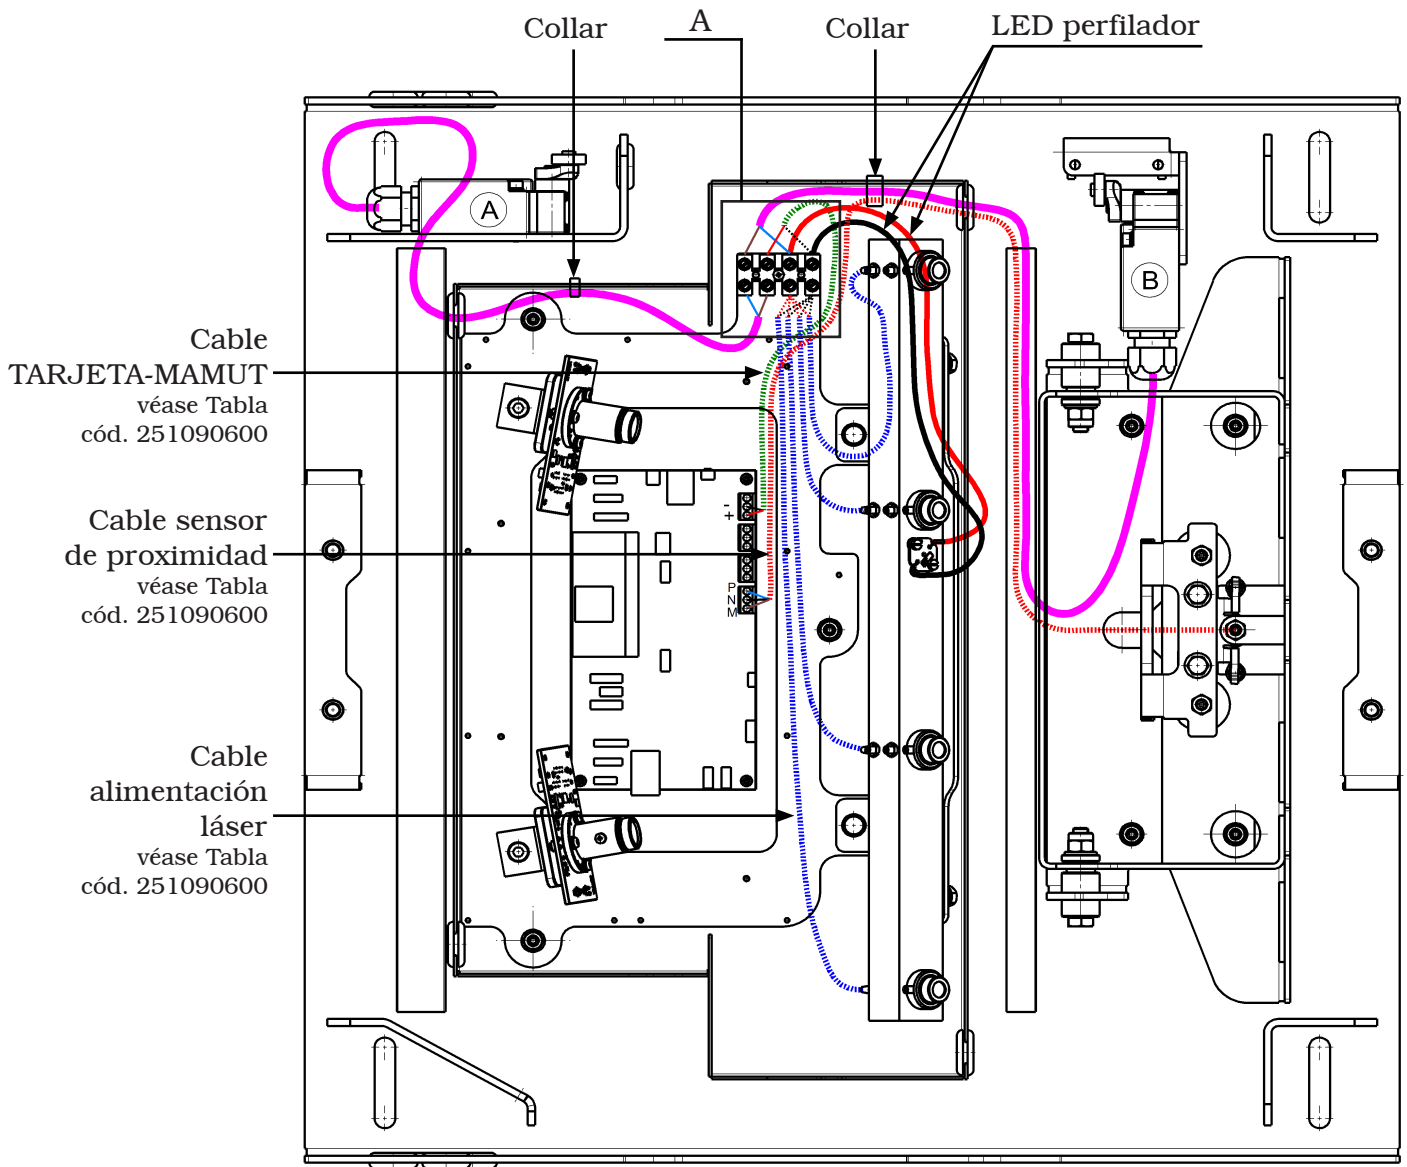 Collar
A
Collar
LED perfilador
A
B
Cable
TARJETA-MAMUT
véase Tabla
cód. 251090600
-
+
Cable sensor
de proximidad
véase Tabla
cód. 251090600
P
N
M
Cable
alimentación
láser
véase Tabla
cód. 251090600